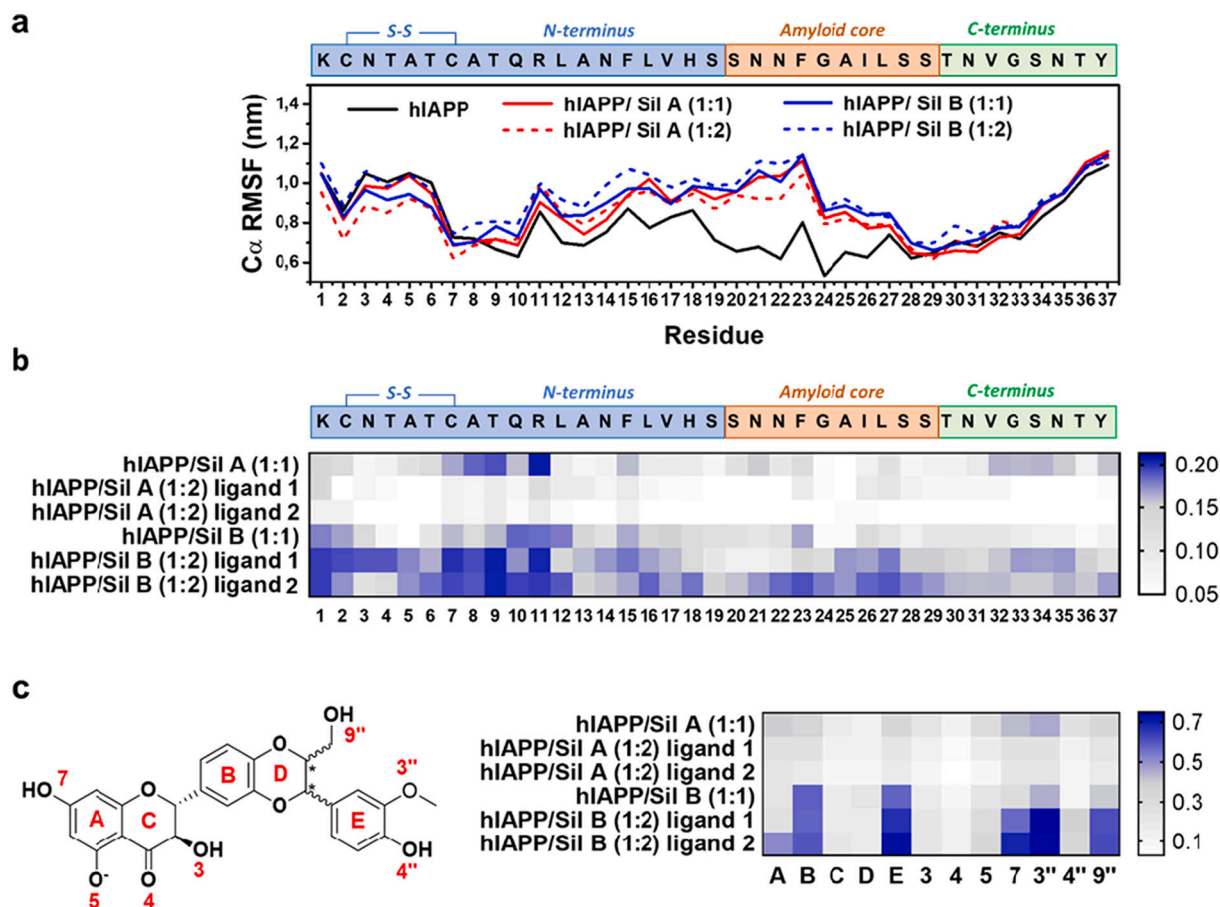 a
S-S N-terminus Amyloid core C-terminus
K C N T A T C A T Q R L A N F L V H S S N N F G A I L S S T N V G S N T Y
Cα RMSF (nm)
1,4
1,2
1,0
0,8
0,6
hIAPP hIAPP/ Sil A (1:1) hIAPP/ Sil B (1:1)
hIAPP/ Sil A (1:2) hIAPP/ Sil B (1:2)
1 2 3 4 5 6 7 8 9 10 11 12 13 14 15 16 17 18 19 20 21 22 23 24 25 26 27 28 29 30 31 32 33 34 35 36 37
Residue
b
S-S N-terminus Amyloid core C-terminus
K C N T A T C A T Q R L A N F L V H S S N N F G A I L S S T N V G S N T Y
hIAPP/Sil A (1:1)
hIAPP/Sil A (1:2) ligand 1
hIAPP/Sil A (1:2) ligand 2
hIAPP/Sil B (1:1)
hIAPP/Sil B (1:2) ligand 1
hIAPP/Sil B (1:2) ligand 2
0.20
0.15
0.10
0.05
1 2 3 4 5 6 7 8 9 10 11 12 13 14 15 16 17 18 19 20 21 22 23 24 25 26 27 28 29 30 31 32 33 34 35 36 37
c
OH
9''
7
HO
O
O
B
D
*
*
3''
O
A
C
O
E
OH
3
OH
4''
O-
5
O
4
hIAPP/Sil A (1:1)
hIAPP/Sil A (1:2) ligand 1
hIAPP/Sil A (1:2) ligand 2
hIAPP/Sil B (1:1)
hIAPP/Sil B (1:2) ligand 1
hIAPP/Sil B (1:2) ligand 2
0.7
0.5
0.3
0.1
A B C D E 3 4 5 7 3'' 4'' 9''